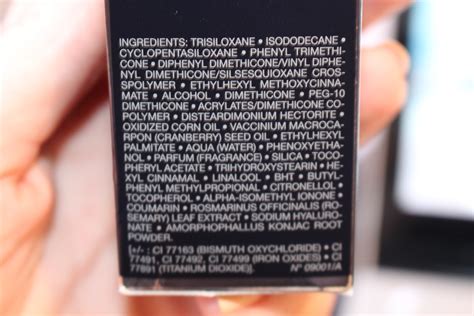 INGREDIENTS: TRISILOXANE • ISODODECANE •
CYCLOPENTASILOXANE • PHENYL TRIMETHI-
CONE • DIPHENYL DIMETHICONE/VINYL DIPHE-
NYL DIMETHICONE/SILSESQUIOXANE CROS-
SPOLYMER • ETHYLHEXYL METHOXYCINNA-
MATE • ALCOHOL • DIMETHICONE • PEG-10
DIMETHICONE • ACRYLATES/DIMETHICONE CO-
POLYMER • DISTEARDIMONIUM HECTORITE •
OXIDIZED CORN OIL • VACCINIUM MACROCAR-
PON (CRANBERRY) SEED OIL • ETHYLHEXYL
PALMITATE • AQUA (WATER) • PHENOXYETHA-
NOL • PARFUM (FRAGRANCE) • SILICA • TOCO-
PHERYL ACETATE • TRIHYDROXYSTEARIN • HE-
XYL CINNAMAL • LINALOOL • BHT • BUTYL-
PHENYL METHYLPROPIONAL • CITRONELLOL •
TOCOPHEROL • ALPHA-ISOMETHYL IONONE •
COUMARIN • ROSMARINUS OFFICINALIS (RO-
SEMARY) LEAF EXTRACT • SODIUM HYALURO-
NATE • AMORPHOPHALLUS KONJAC ROOT
POWDER.
[+/- : CI 77163 (BISMUTH OXYCHLORIDE) • CI
77491, CI 77492, CI 77499 (IRON OXIDES) • CI
77891 (TITANIUM DIOXIDE)]. N° 09001/A